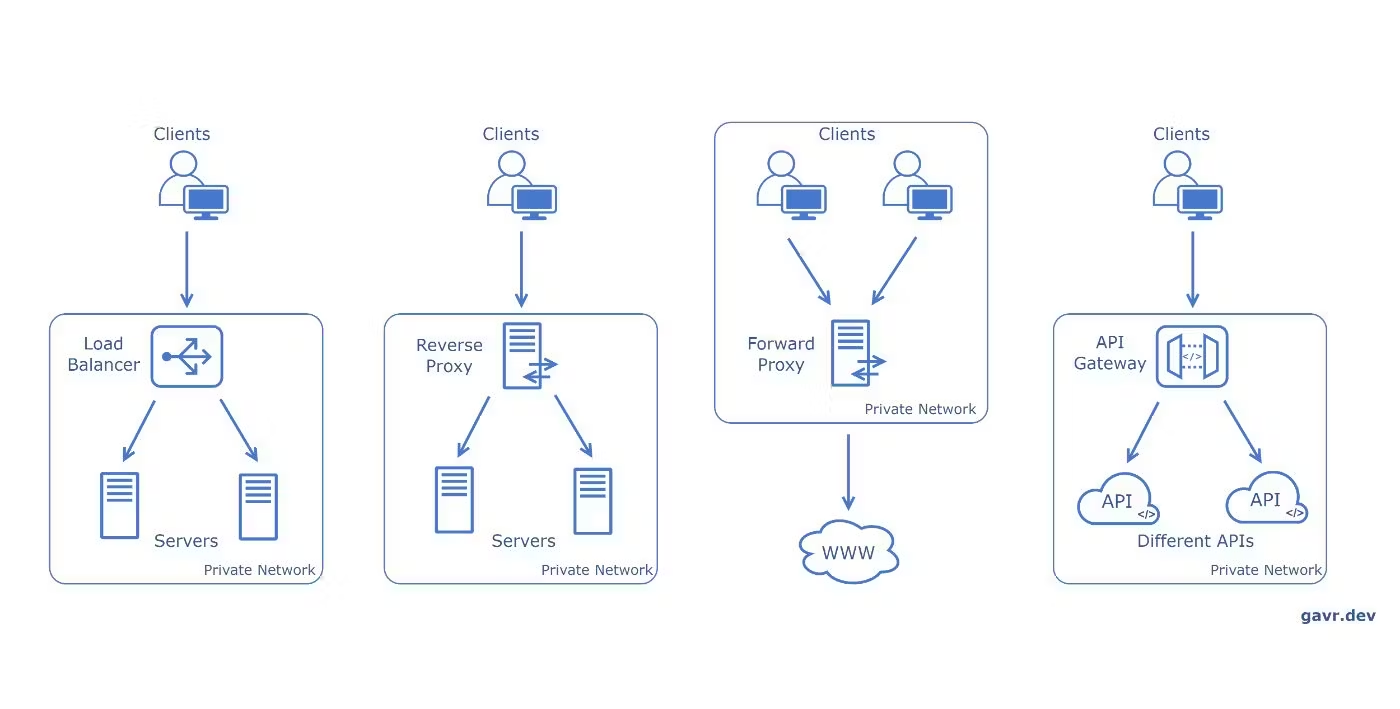 Clients
Load
Balancer
Servers
Private Network
Clients
Reverse
Proxy
Servers
Private Network
Clients
Forward
Proxy
Private Network
WWW
Clients
API
Gateway
</>
API
</>
API
</>
Different APIs
Private Network
gavr.dev